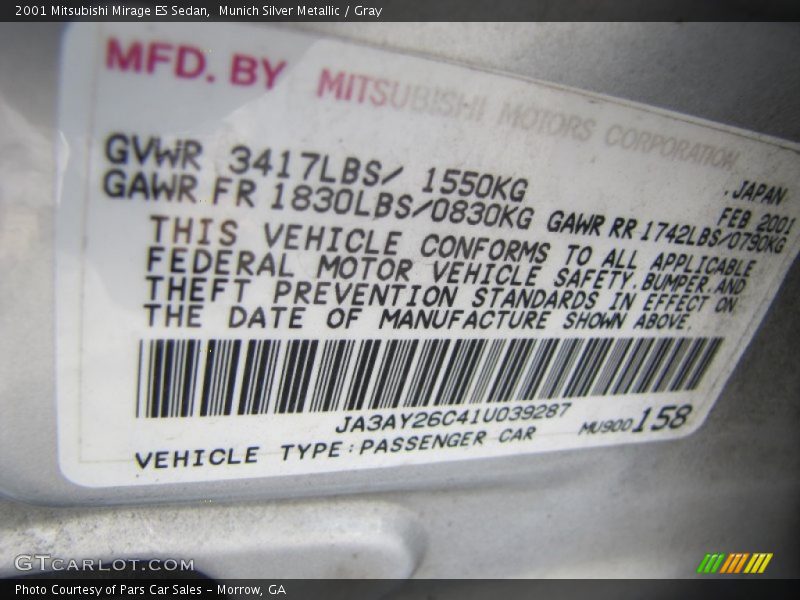 2001 Mitsubishi Mirage ES Sedan,  Munich Silver Metallic / Gray
MFD. BY MITSUBISHI MOTORS CORPORATION
. JAPAN
GVWR 3417LBS/ 1550KG FEB 2001
GAWR FR 1830LBS/0830KG GAWR RR 1742LBS/0790KG
THIS VEHICLE CONFORMS TO ALL APPLICABLE
FEDERAL MOTOR VEHICLE SAFETY.BUMPER.AND
THEFT PREVENTION STANDARDS IN EFFECT ON
THE DATE OF MANUFACTURE SHOWN ABOVE.
JA3AY26C41U039287
VEHICLE TYPE:PASSENGER CAR MU900158
GTCARLOT.COM
Photo Courtesy of Pars Car Sales – Morrow, GA